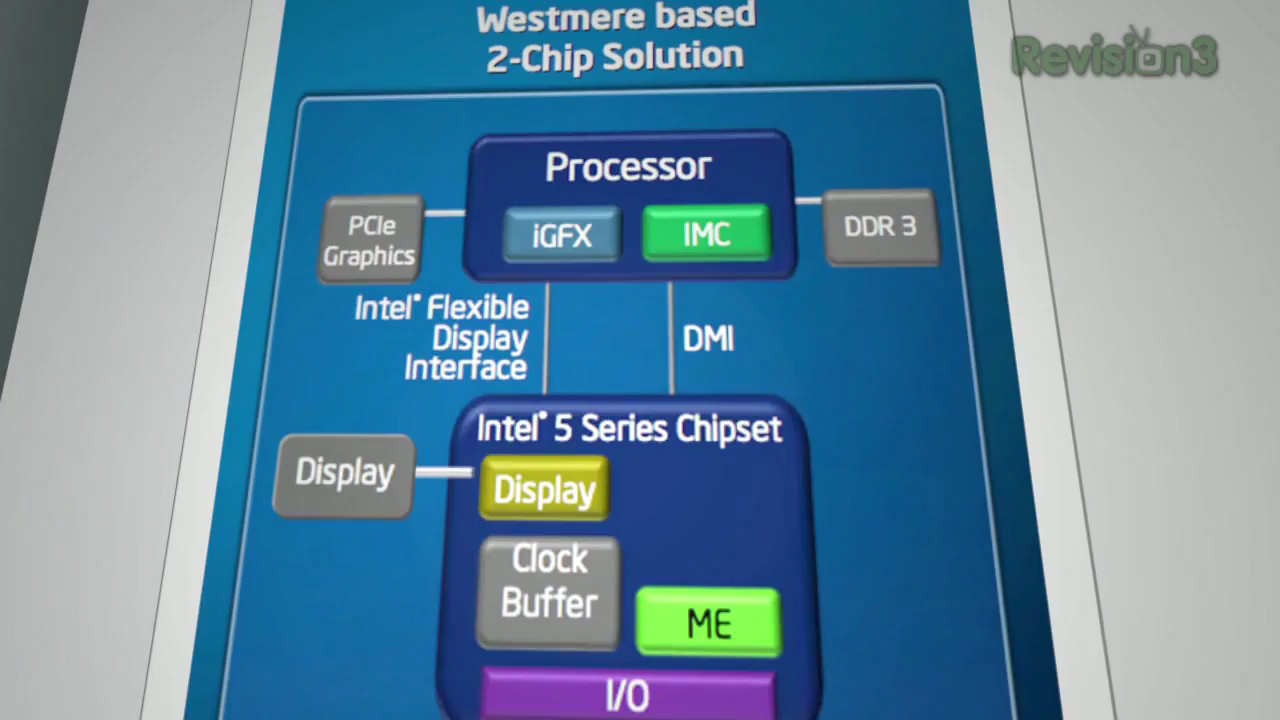 Westmere based
2-Chip Solution
Revision3
Processor
iGFX
IMC
PCIe
Graphics
DDR 3
Intel® Flexible
Display
Interface
DMI
Intel® 5 Series Chipset
Display
Display
Clock
Buffer
ME
I/O